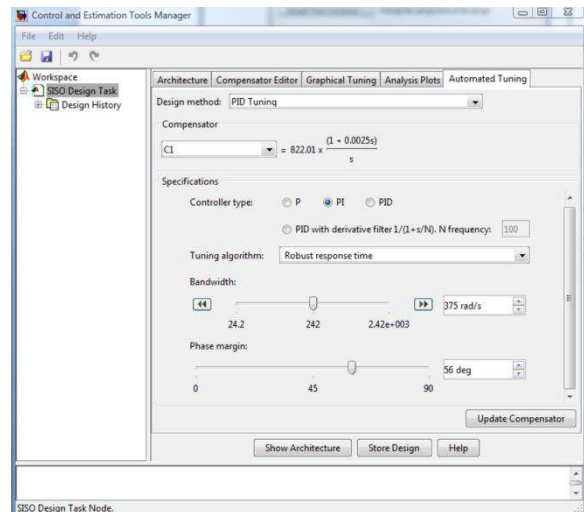 Control and Estimation Tools Manager
File Edit Help
Workspace
SISO Design Task
Design History
Architecture Compensator Editor Graphical Tuning Analysis Plots Automated Tuning
Design method: PID Tuning
Compensator
C1 = 822.01 x (1 + 0.0025s)
s
Specifications
Controller type: P PI PID
PID with derivative filter 1/(1+s/N). N frequency: 100
Tuning algorithm: Robust response time
Bandwidth:
375 rad/s
24.2 242 2.42e+003
Phase margin:
56 deg
0 45 90
Update Compensator
Show Architecture Store Design Help
SISO Design Task Node.